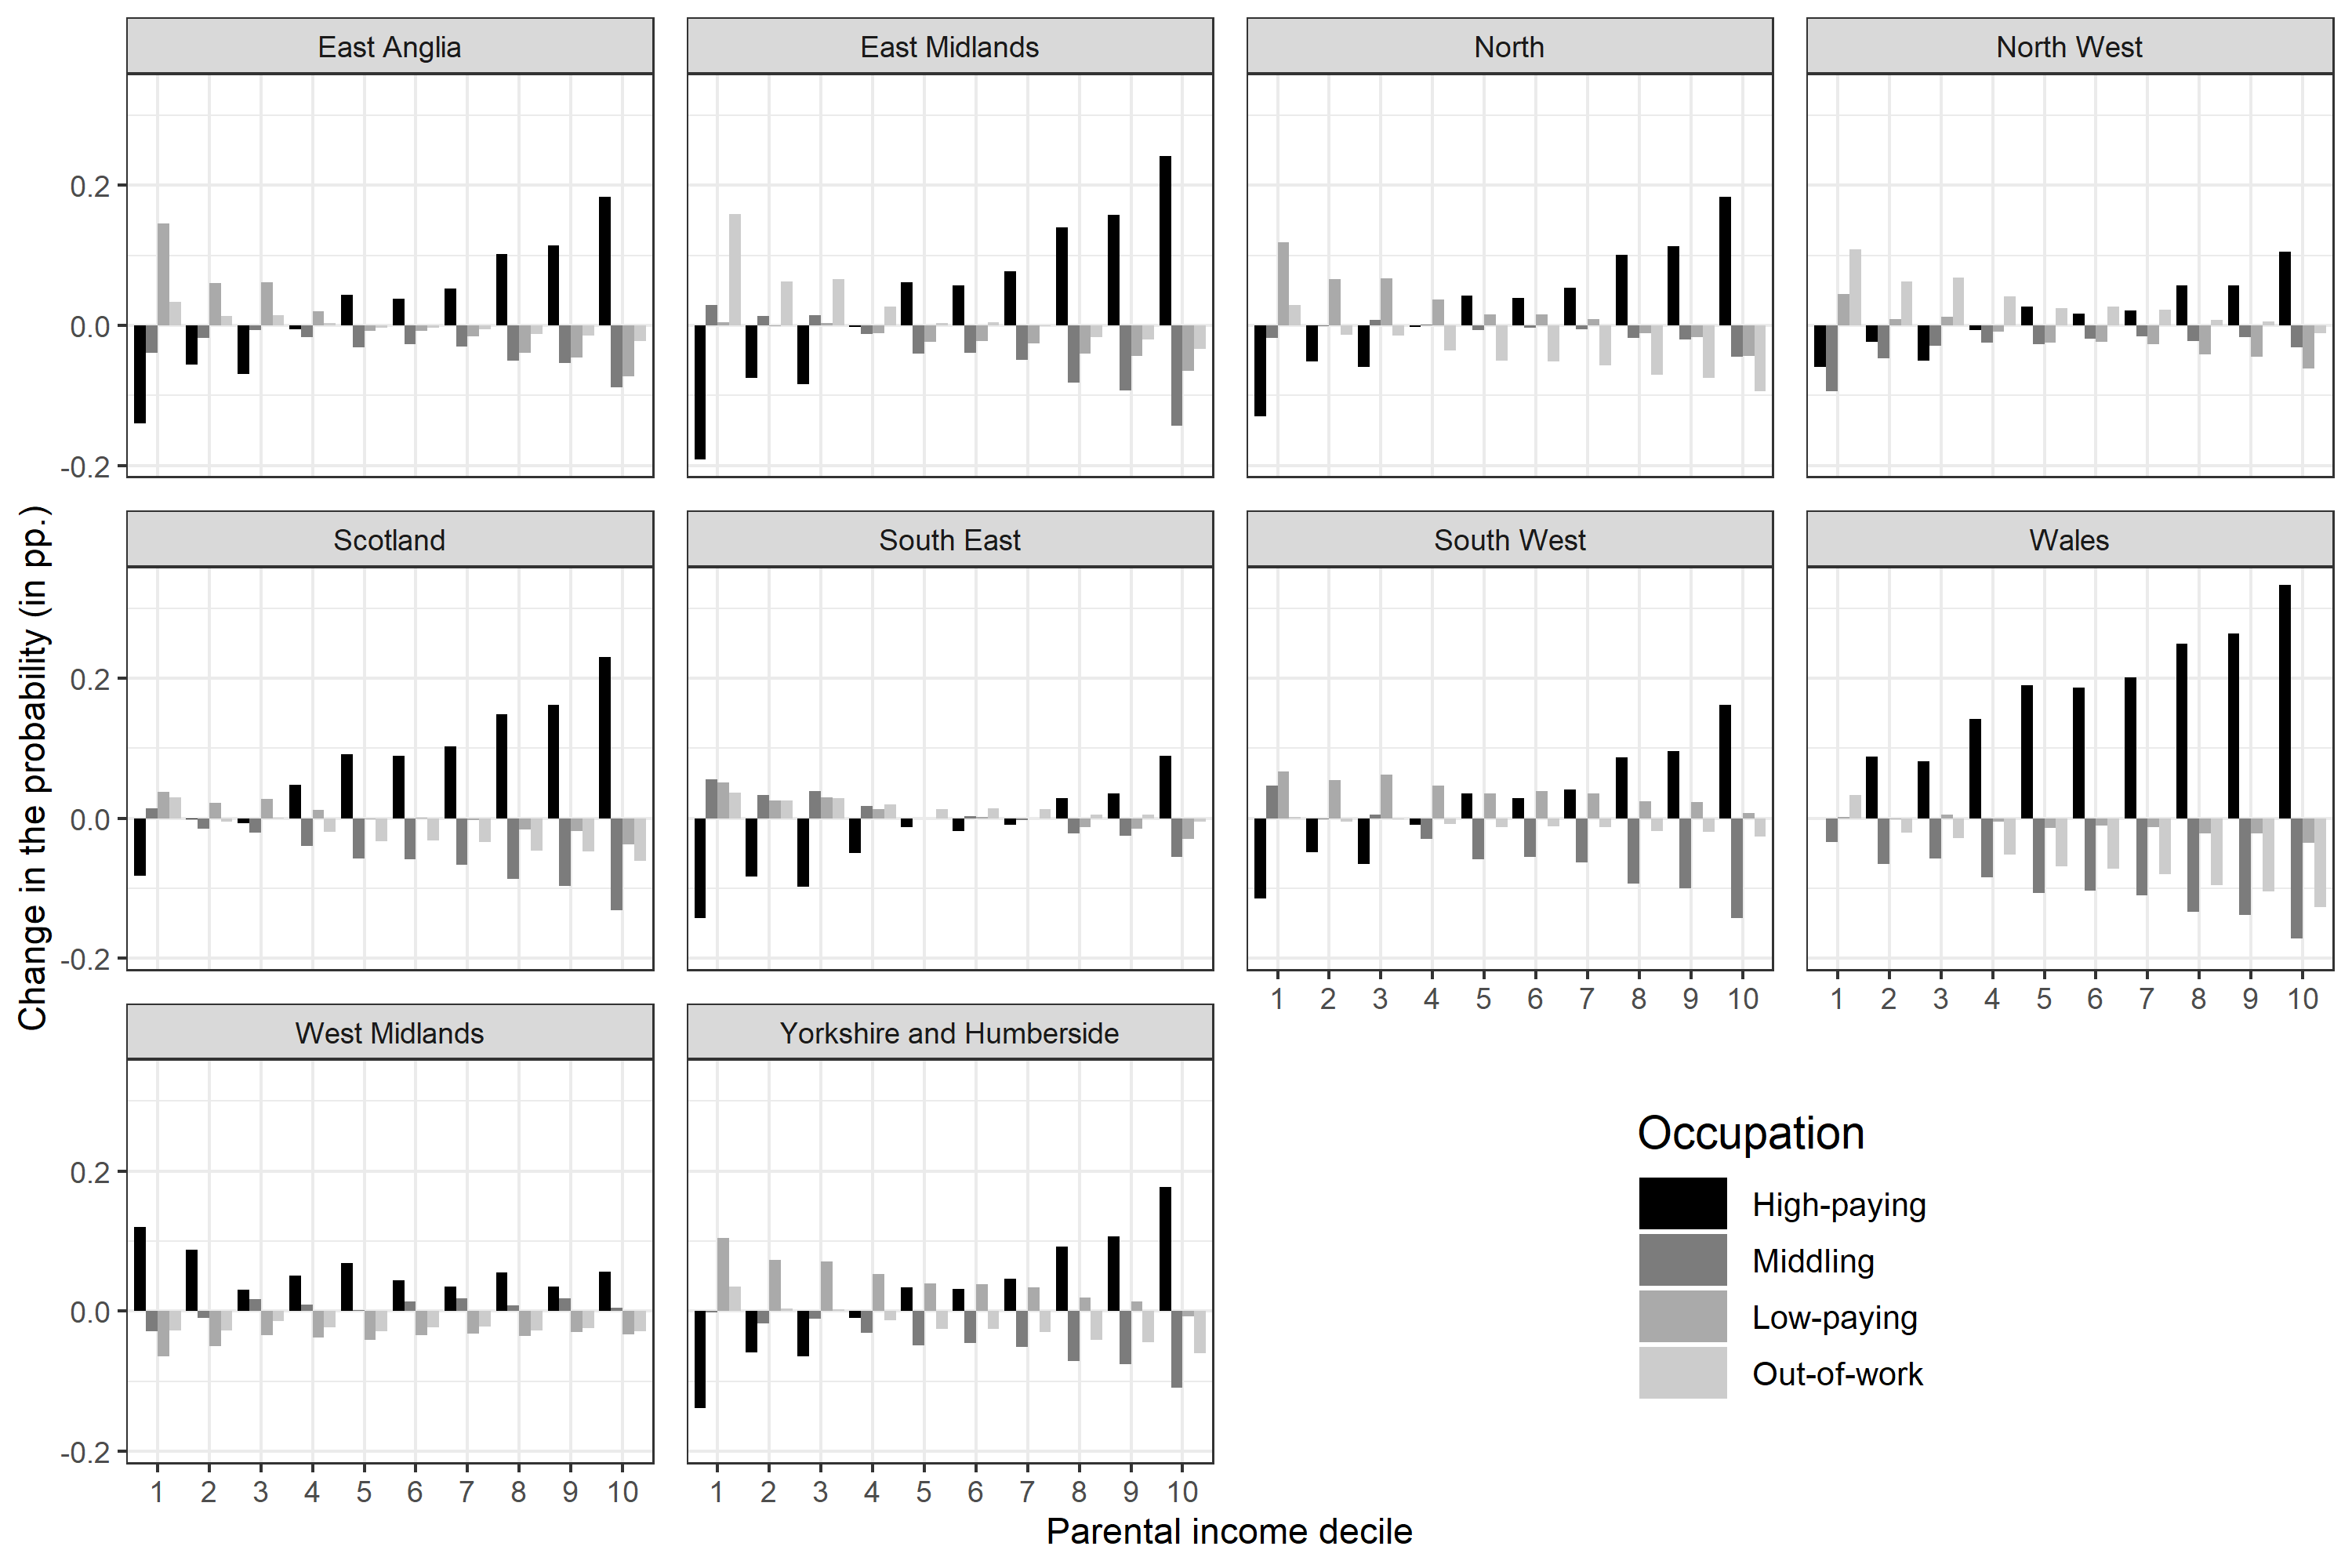 East Anglia
East Midlands
North
North West
0.2
0.0
-0.2
Scotland
South East
South West
Wales
0.2
0.0
-0.2
1 2 3 4 5 6 7 8 9 10
1 2 3 4 5 6 7 8 9 10
West Midlands
Yorkshire and Humberside
0.2
0.0
-0.2
1 2 3 4 5 6 7 8 9 10
1 2 3 4 5 6 7 8 9 10
Change in the probability (in pp.)
Parental income decile
Occupation
High-paying
Middling
Low-paying
Out-of-work